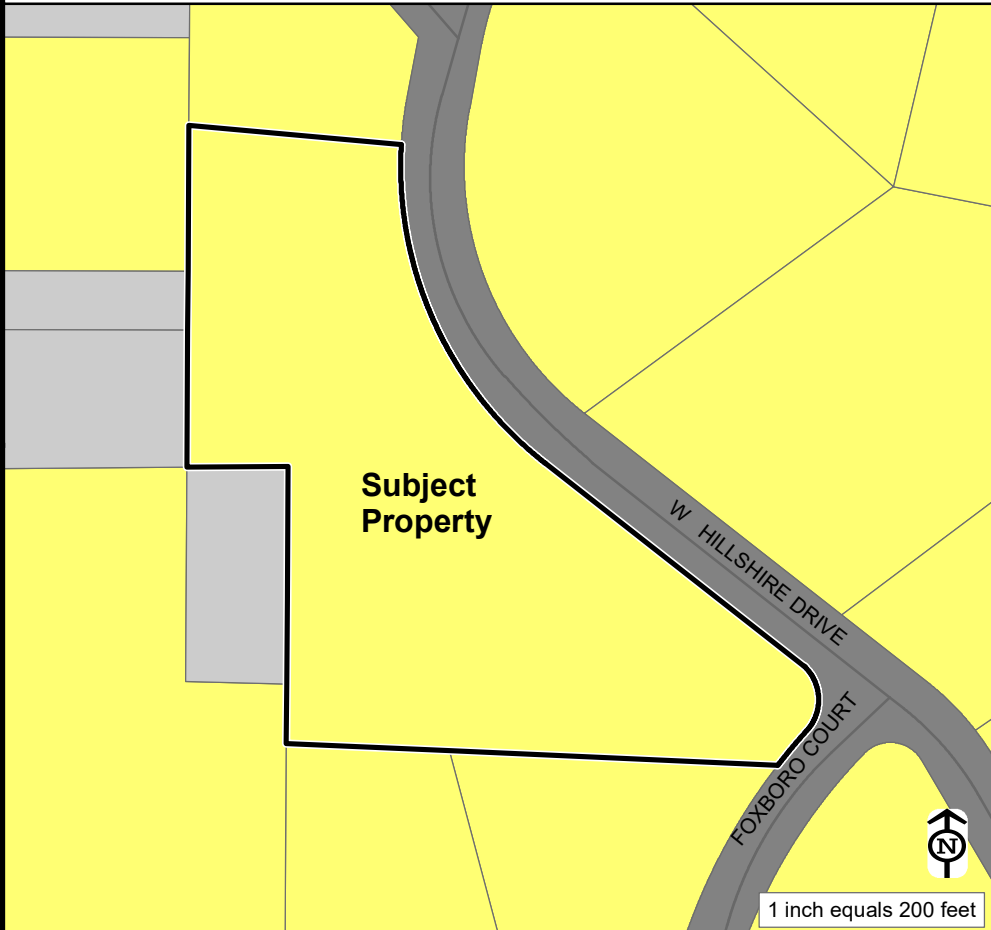 Subject
Property
W HILLSHIRE DRIVE
FOXBORO COURT
N
1 inch equals 200 feet